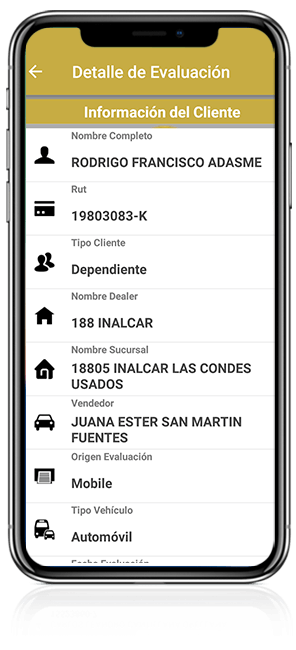 Detalle de Evaluación
Información del Cliente
Nombre Completo
RODRIGO FRANCISCO ADASME
Rut
19803083-K
Tipo Cliente
Dependiente
Nombre Dealer
188 INALCAR
Nombre Sucursal
18805 INALCAR LAS CONDES
USADOS
Vendedor
JUANA ESTER SAN MARTIN
FUENTES
Origen Evaluación
Mobile
Tipo Vehículo
Automóvil
Fecha Evaluación